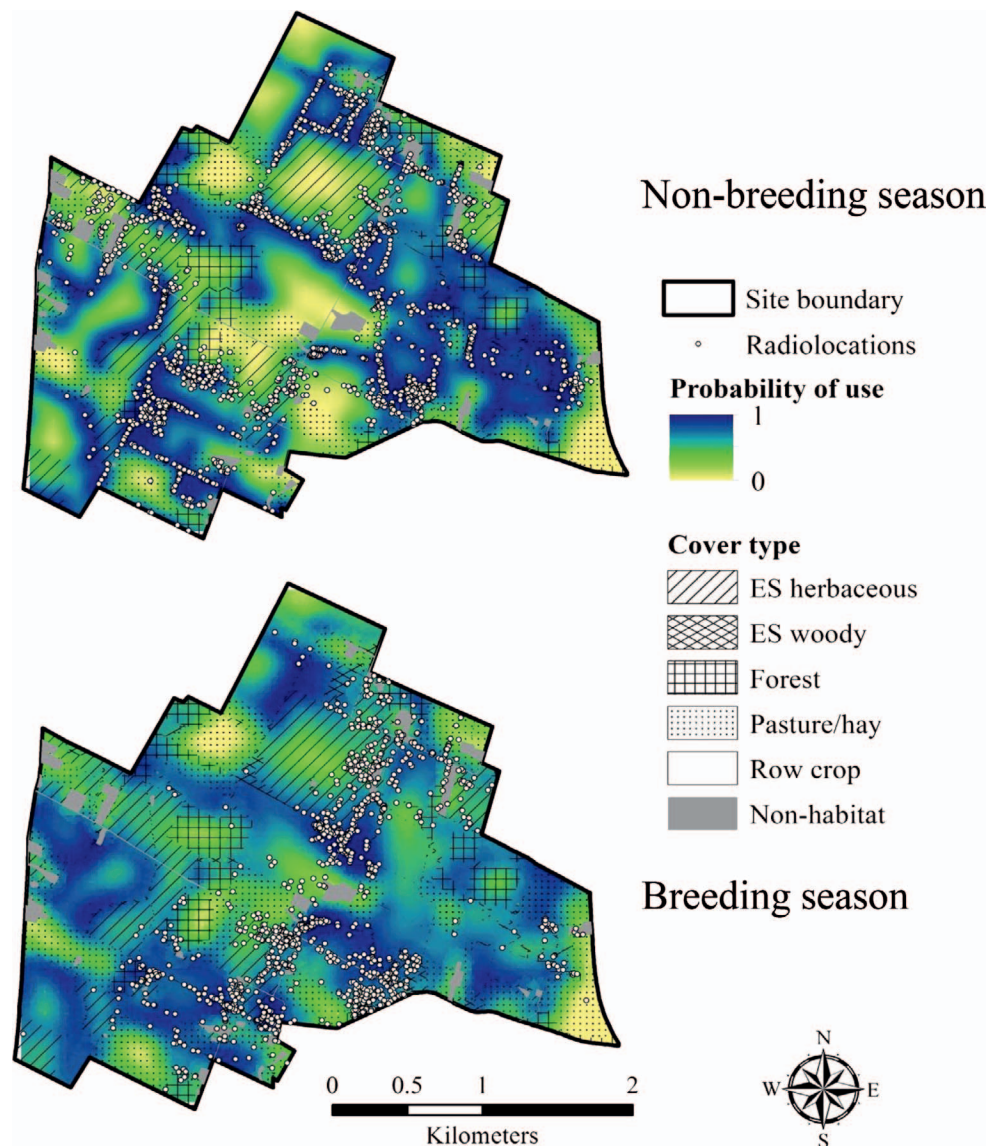 Non-breeding season
Site boundary
Radiolocations
Probability of use
1
0
Cover type
ES herbaceous
ES woody
Forest
Pasture/hay
Row crop
Non-habitat
Breeding season
0 0.5 1 2
Kilometers
N
W E
S